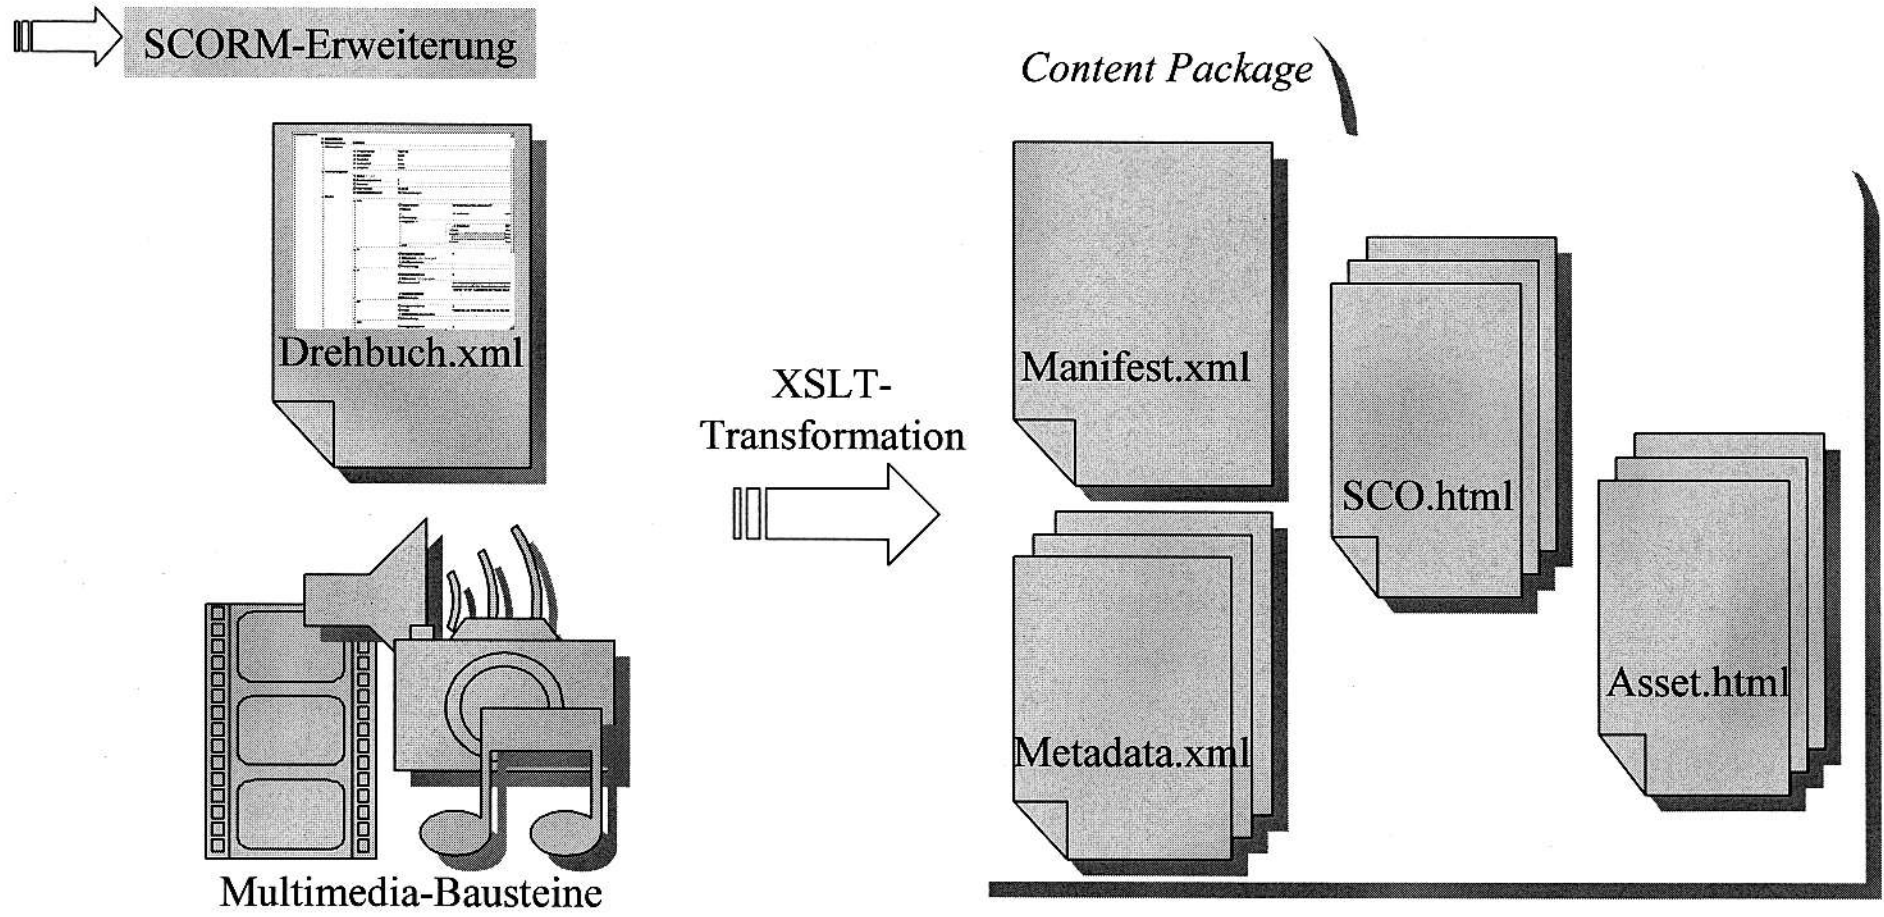 SCORM-Erweiterung
Content Package
Drehbuch.xml
XSLT-
Transformation
Manifest.xml
SCO.html
Asset.html
Metadata.xml
Multimedia-Bausteine